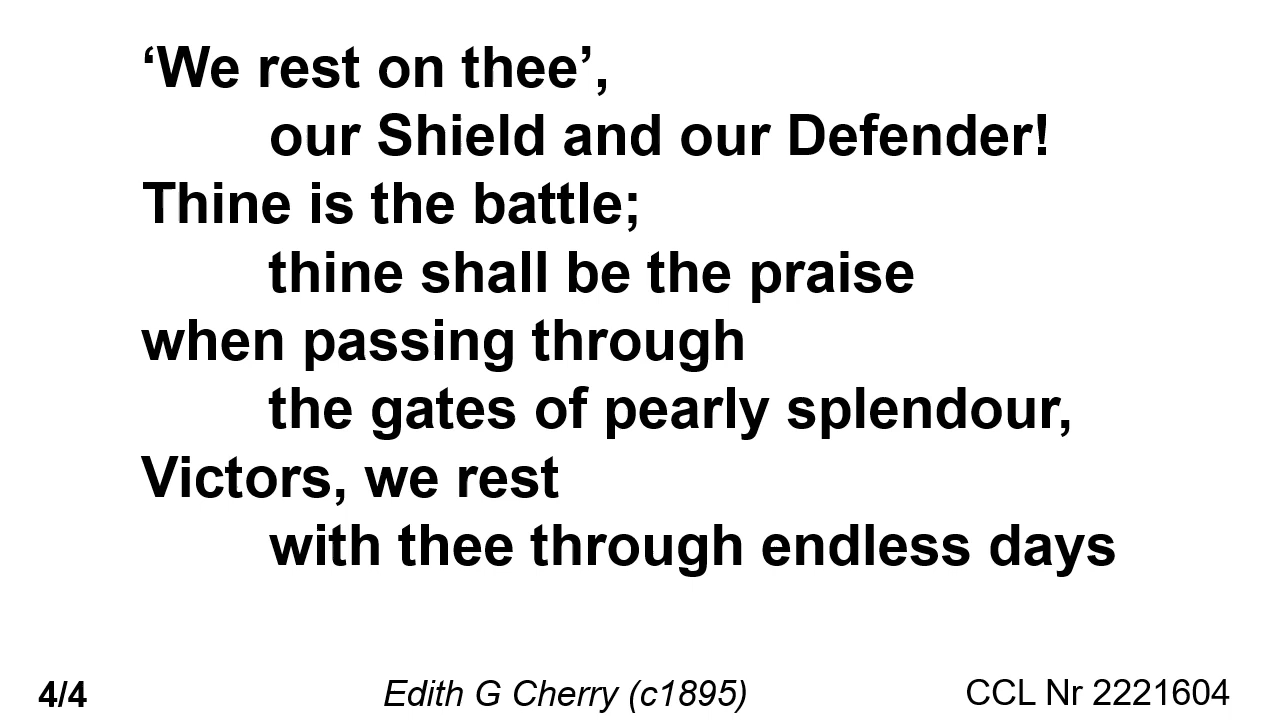 ‘We rest on thee’,
our Shield and our Defender!
Thine is the battle;
thine shall be the praise
when passing through
the gates of pearly splendour,
Victors, we rest
with thee through endless days
4/4
Edith G Cherry (c1895)
CCL Nr 2221604